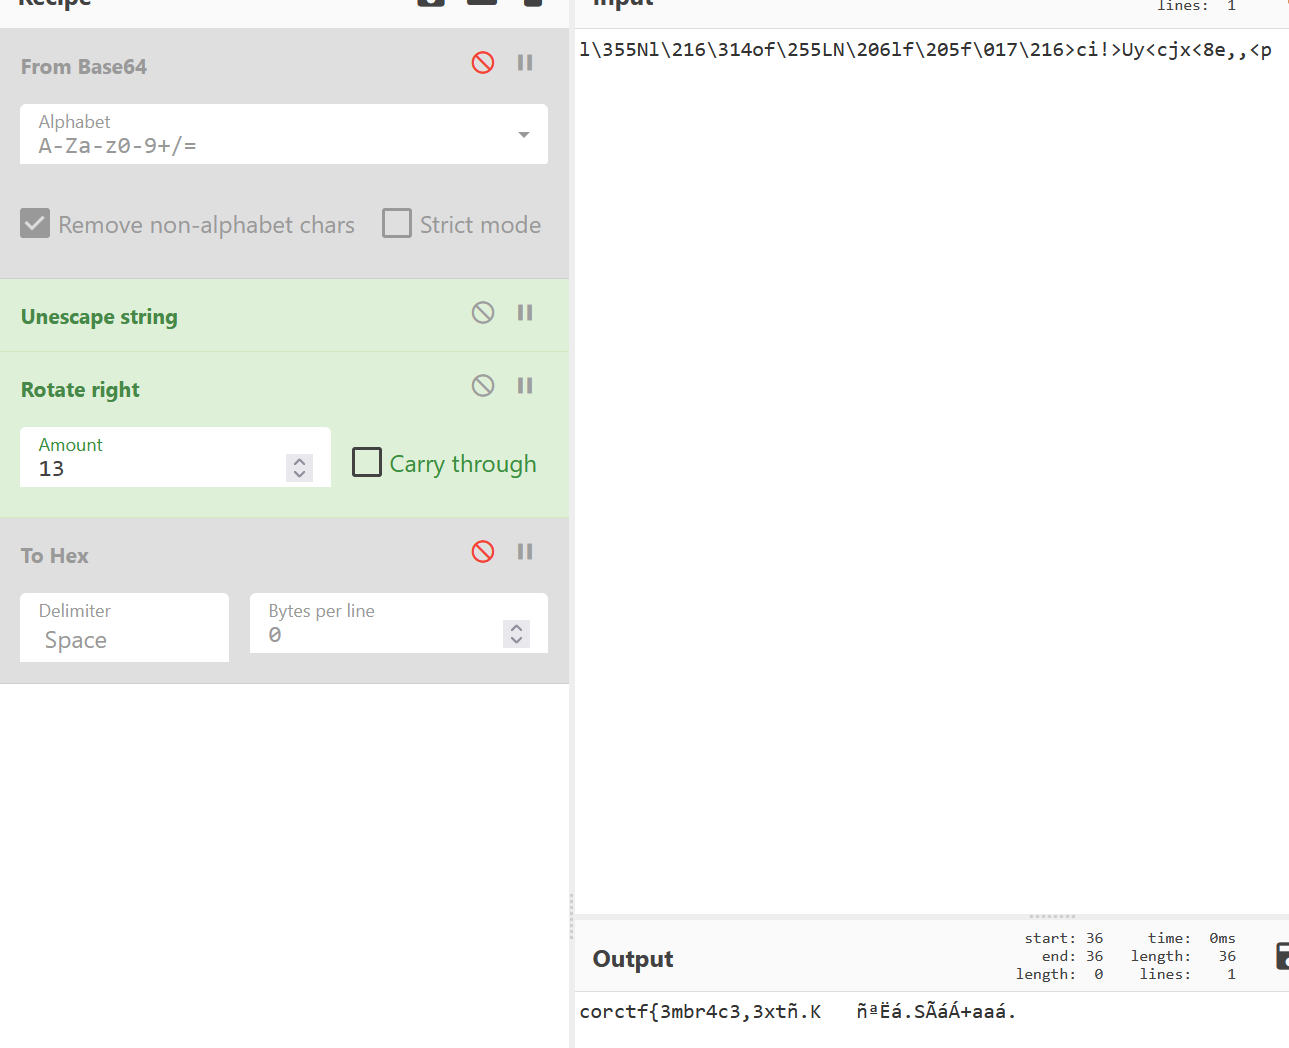 Recipe
Input
lines: 1
From Base64
Alphabet
A-Za-z0-9+/=
Remove non-alphabet chars
Strict mode
Unescape string
Rotate right
Amount
13
Carry through
To Hex
Delimiter
Space
Bytes per line
0
l\355Nl\216\314of\255LN\206lf\205f\017\216>ci!>Uy<cjx<8e,,<p
Output
start: 36
end: 36
length: 0
time: 0ms
length: 36
lines: 1
corctf{3mbr4c3,3xtñ.K   ñªËá.SÃáÁ+aaá.